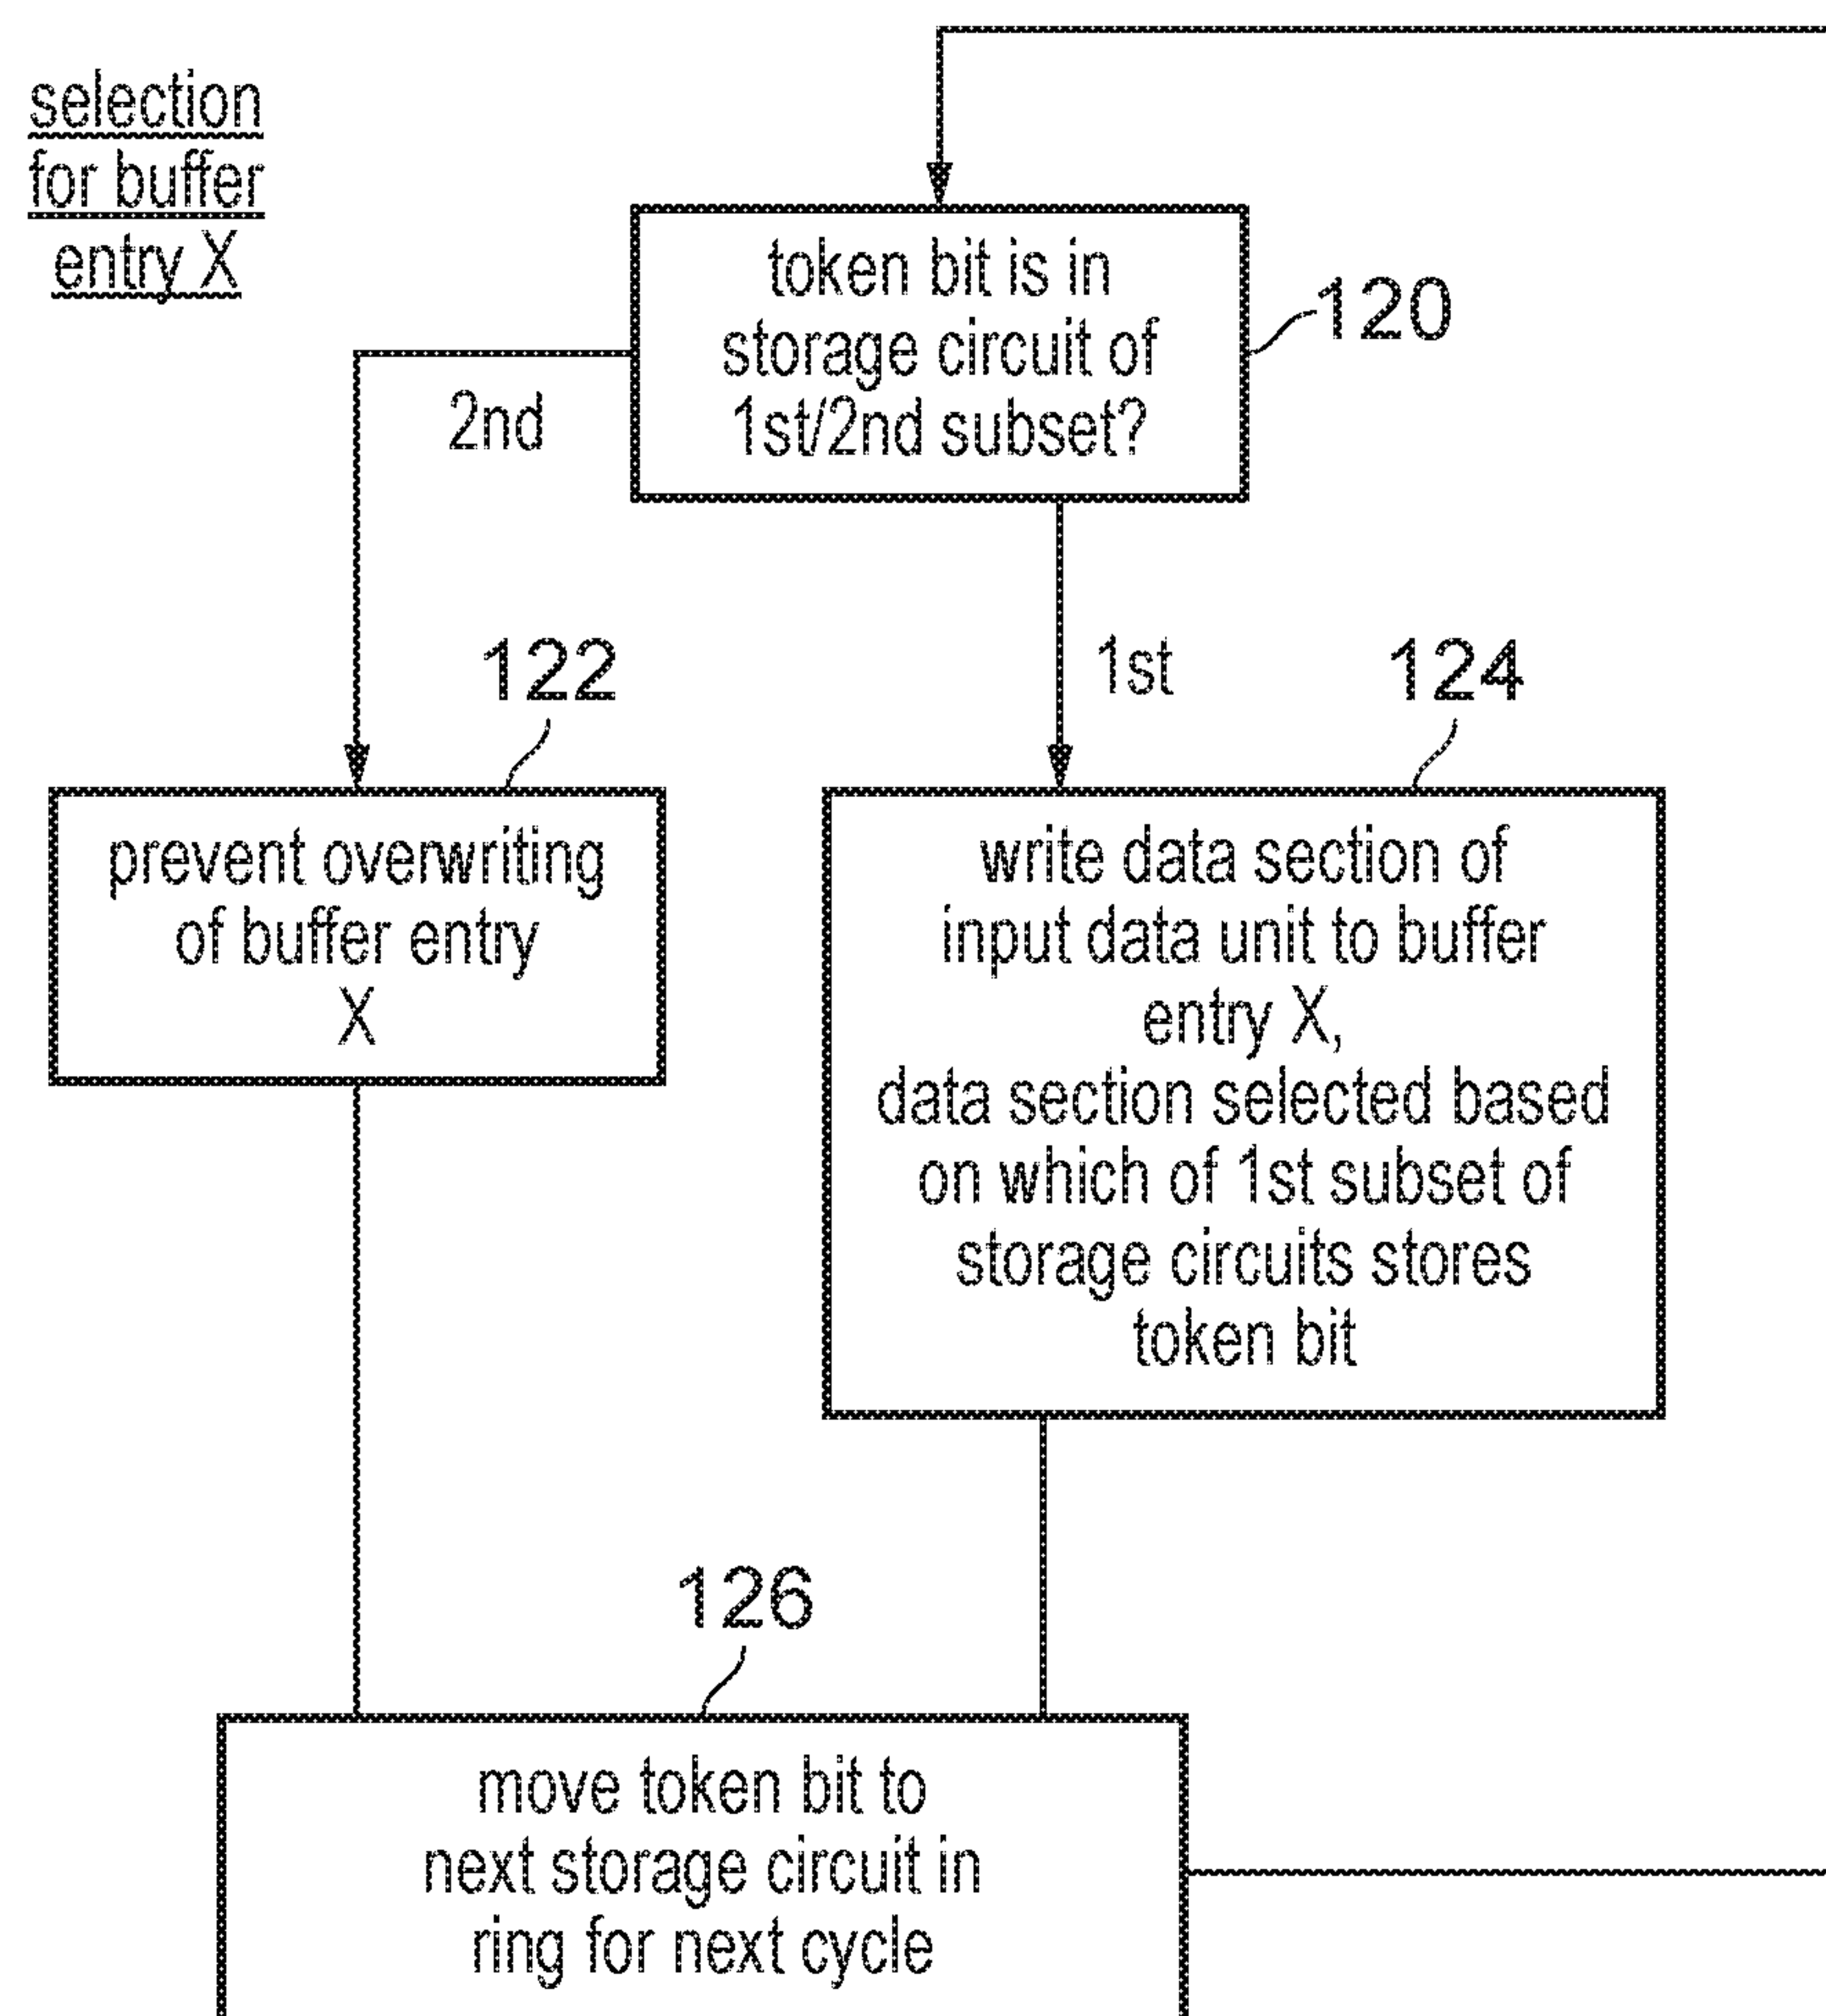 selection
for buffer
entry X
token bit is in
storage circuit of
1st/2nd subset?
120
2nd
1st
122
124
prevent overwriting
of buffer entry
X
write data section of
input data unit to buffer
entry X,
data section selected based
on which of 1st subset of
storage circuits stores
token bit
126
move token bit to
next storage circuit in
ring for next cycle